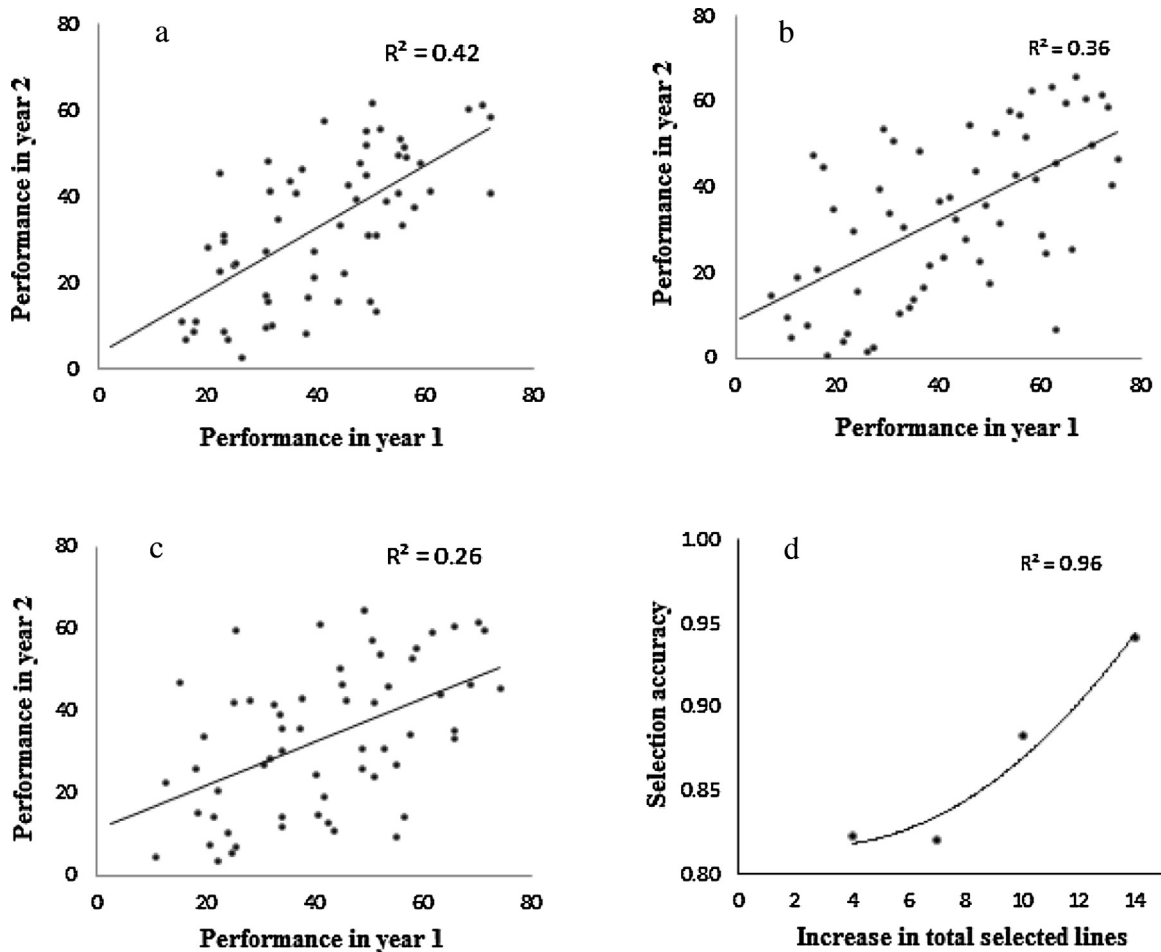 a
R² = 0.42
Performance in year 2
80
60
40
20
0
0 20 40 60 80
Performance in year 1
b
R² = 0.36
Performance in year 2
80
60
40
20
0
0 20 40 60 80
Performance in year 1
c
R² = 0.26
Performance in year 2
80
60
40
20
0
0 20 40 60 80
Performance in year 1
d
R² = 0.96
Selection accuracy
1.00
0.95
0.90
0.85
0.80
0 2 4 6 8 10 12 14
Increase in total selected lines